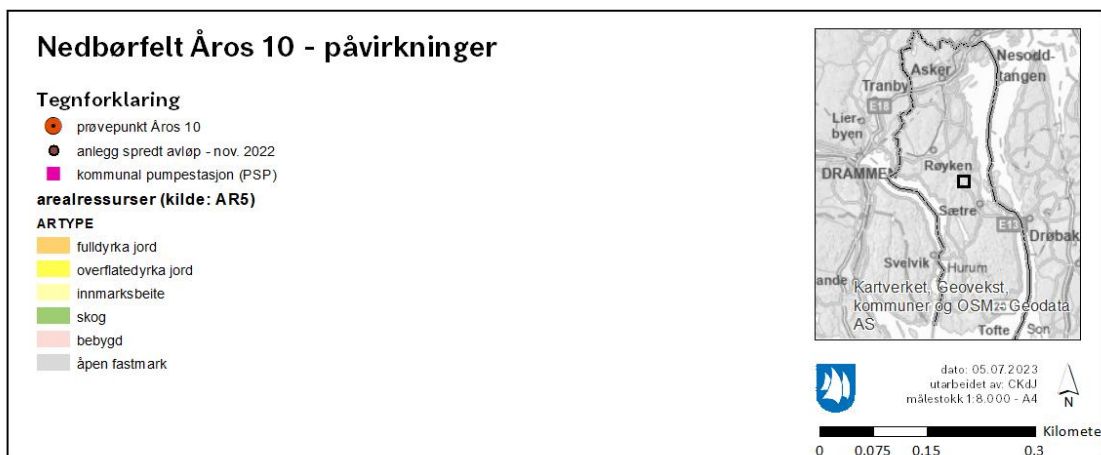 Nedbørfelt Åros 10 - påvirkninger
Tegnforklaring
prøvepunkt Åros 10
anlegg spredt avløp - nov. 2022
kommunal pumpestasjon (PSP)
arealressurser (kilde: AR5)
ARTYPE
fulldyrka jord
overflatedyrka jord
innmarksbeite
skog
bebygd
åpen fastmark
Nesodd-
tangen
Asker
Tranby
E18
Lier-
byen
Røyken
DRAMMEN
Sætre
E13
Drøbak
Svelvik
Hurum
ande
Kartverket, Geovekst,
kommuner og OSM - Geodata
AS
Tofte
Son
dato: 05.07.2023
utarbeidet av: CKdJ
målestokk 1:8.000 - A4
N
Kilomete
0 0.075 0.15 0.3